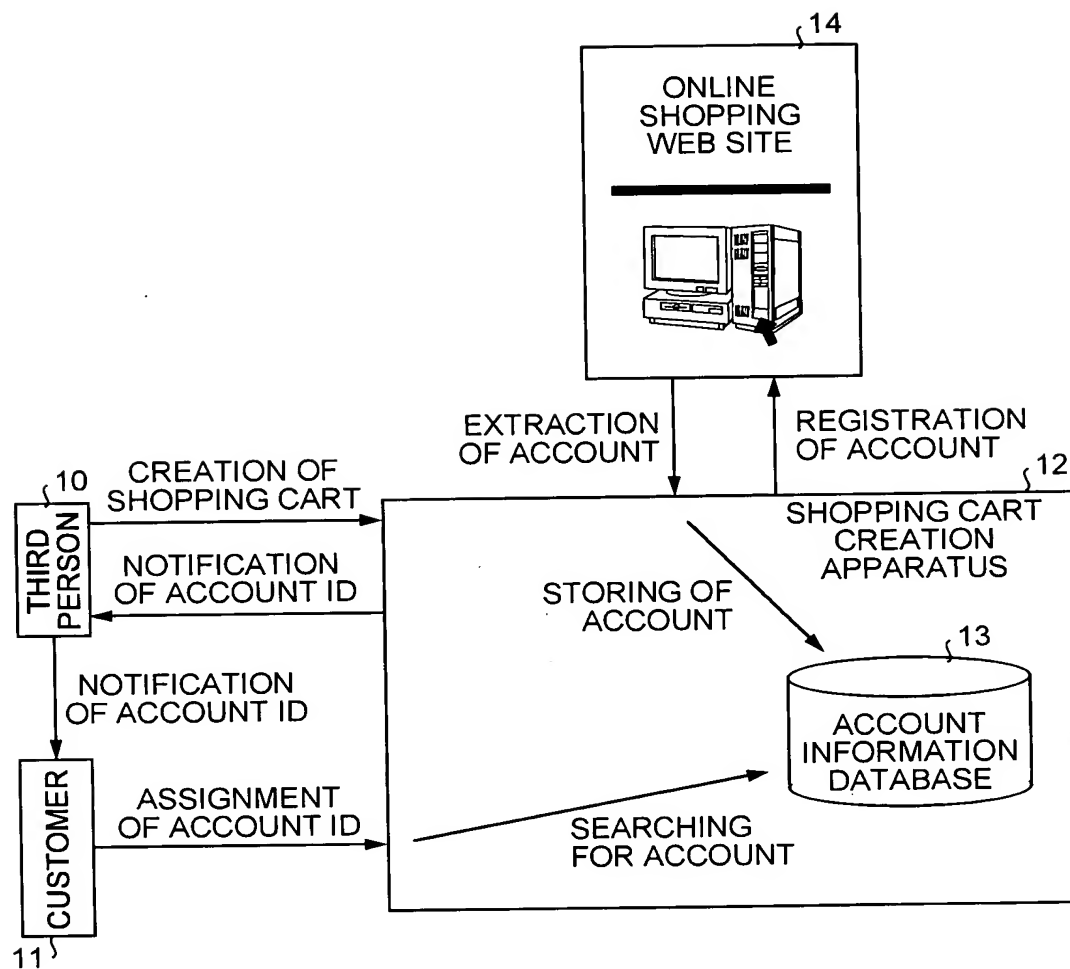 14
ONLINE
SHOPPING
WEB SITE
EXTRACTION
OF ACCOUNT
REGISTRATION
OF ACCOUNT
12
10
CREATION OF
SHOPPING CART
THIRD
PERSON
NOTIFICATION
OF ACCOUNT ID
SHOPPING CART
CREATION
APPARATUS
STORING OF
ACCOUNT
13
NOTIFICATION
OF ACCOUNT ID
ACCOUNT
INFORMATION
DATABASE
CUSTOMER
ASSIGNMENT
OF ACCOUNT ID
SEARCHING
FOR ACCOUNT
11